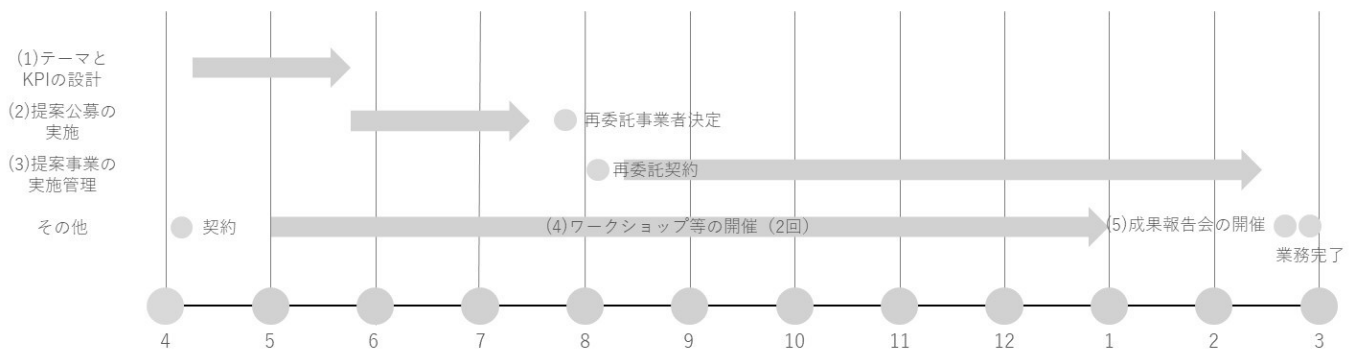 (1)テーマと
KPIの設計
(2)提案公募の
実施
再委託事業者決定
(3)提案事業の
実施管理
再委託契約
その他
契約
(4)ワークショップ等の開催（2回）
(5)成果報告会の開催
業務完了
4 5 6 7 8 9 10 11 12 1 2 3